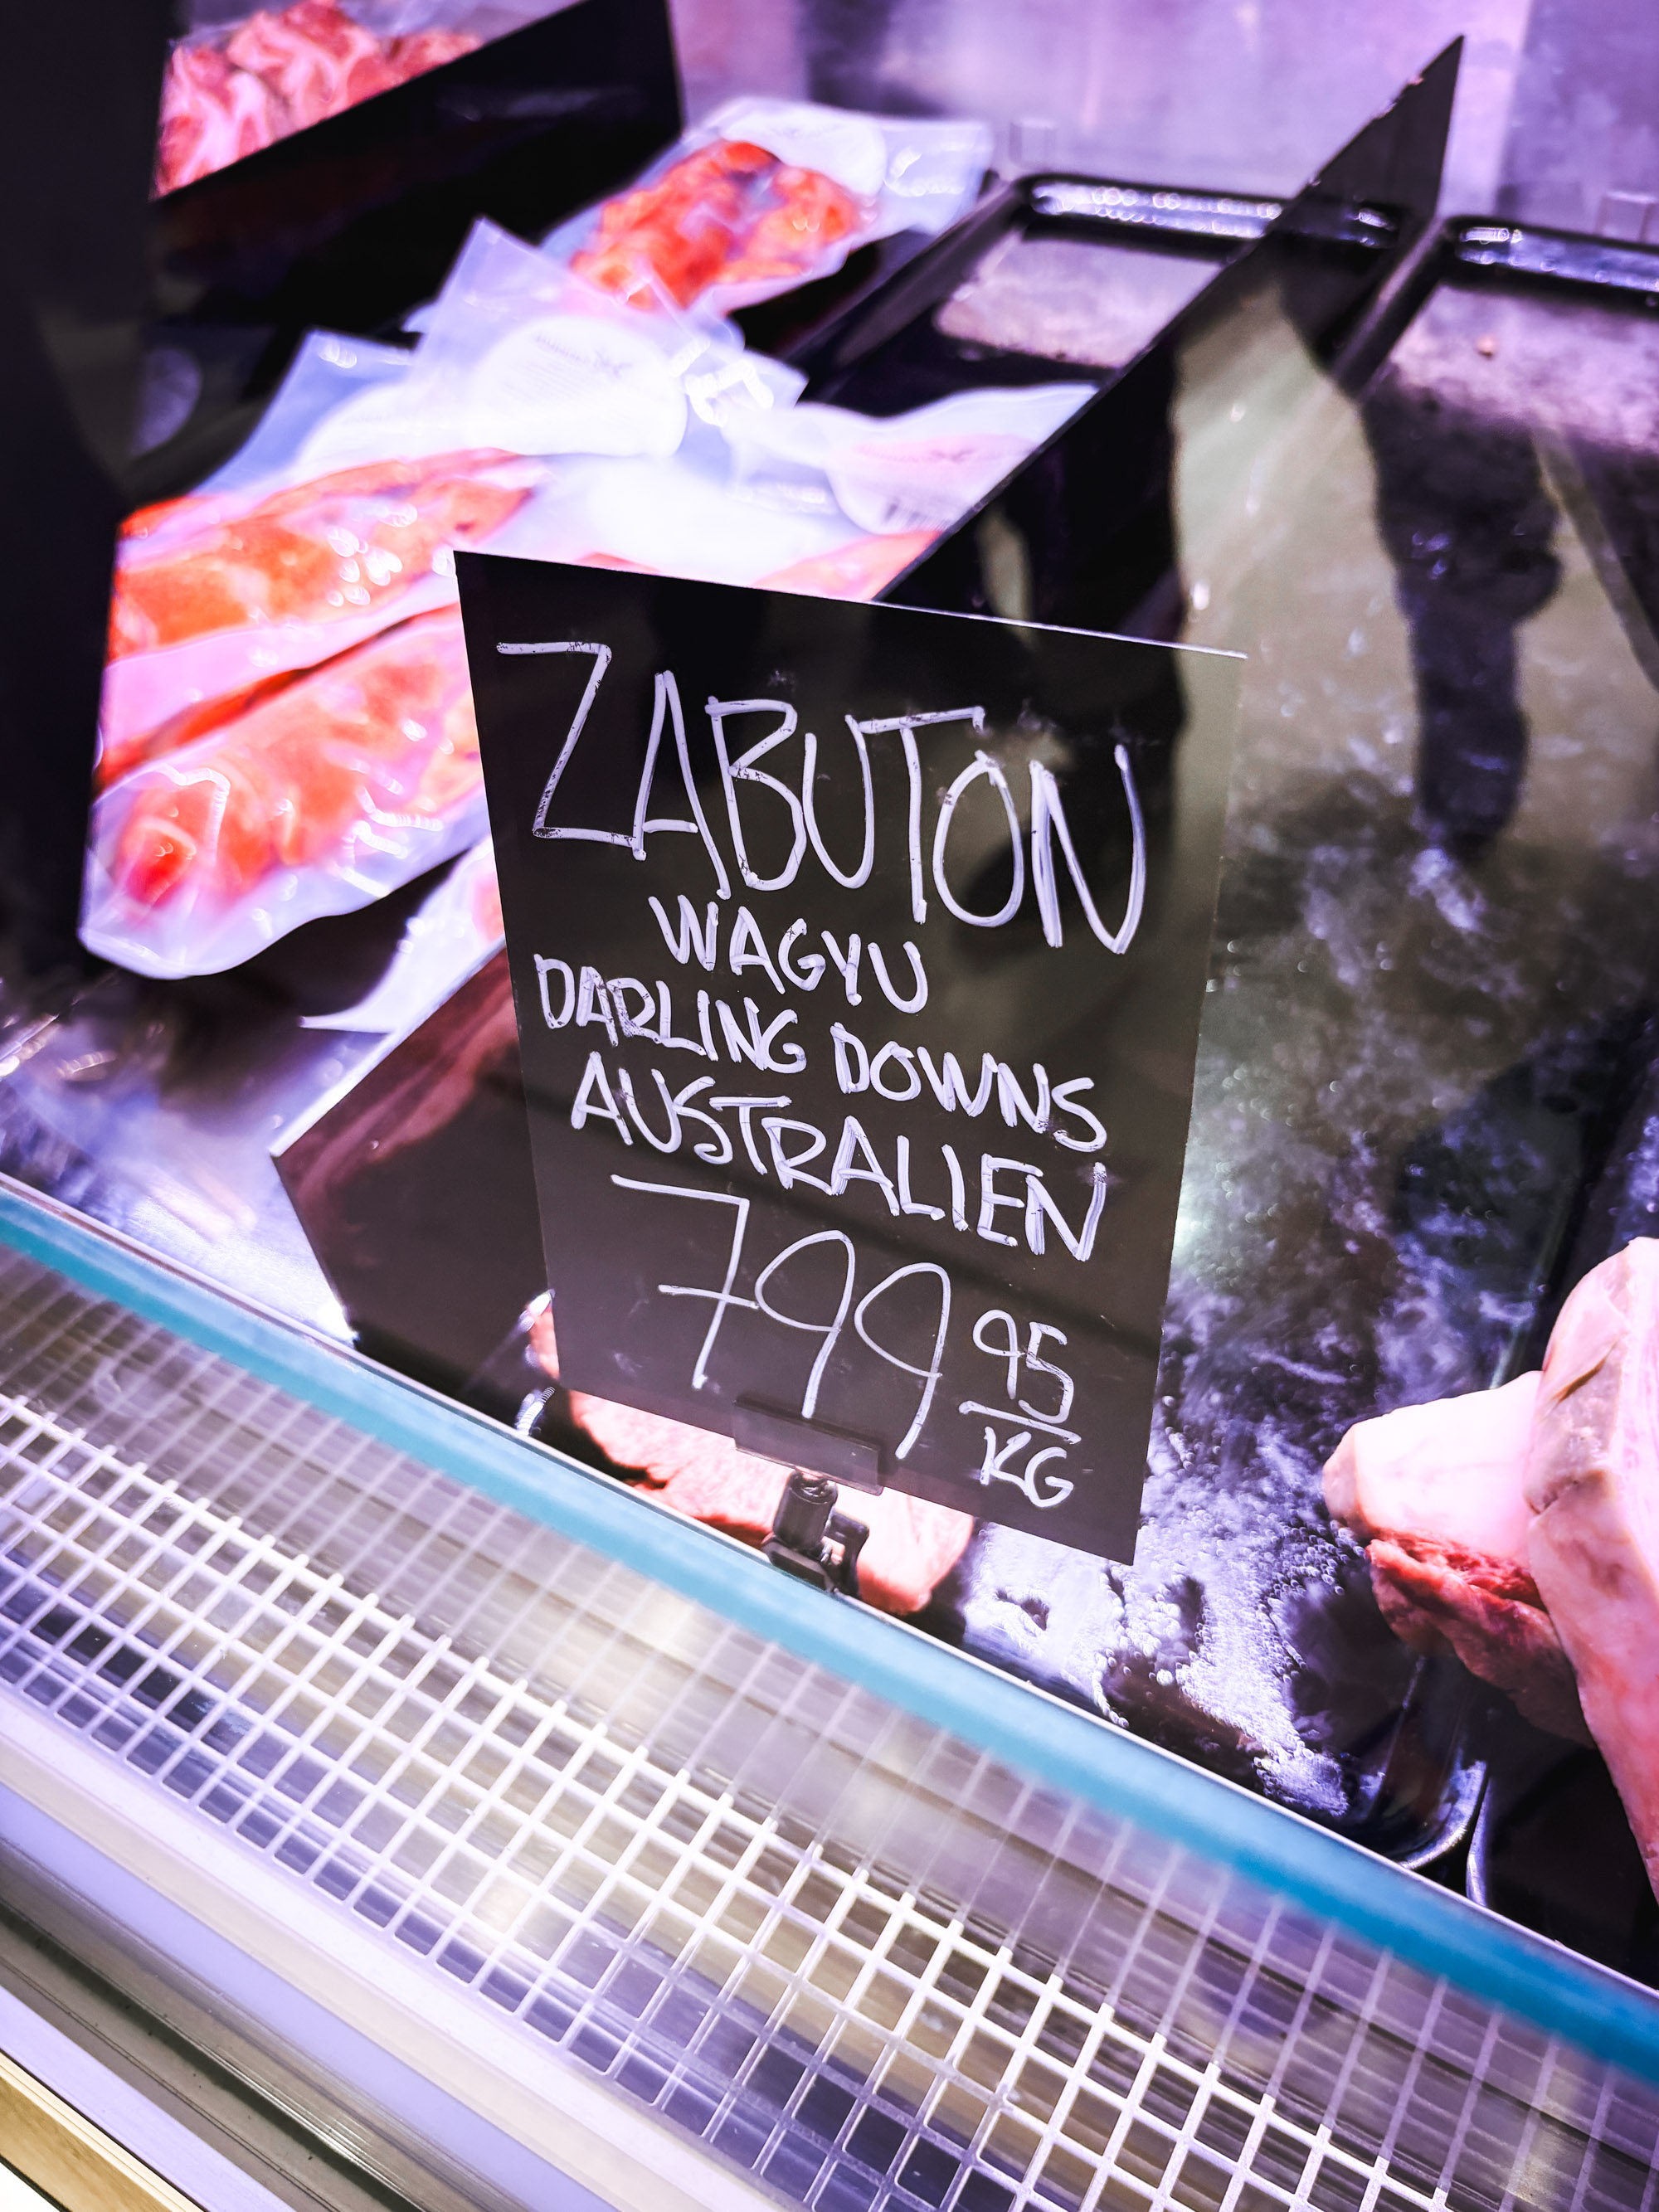 ZABUTON
WAGYU
DARLING DOWNS
AUSTRALIEN
799 95
KG